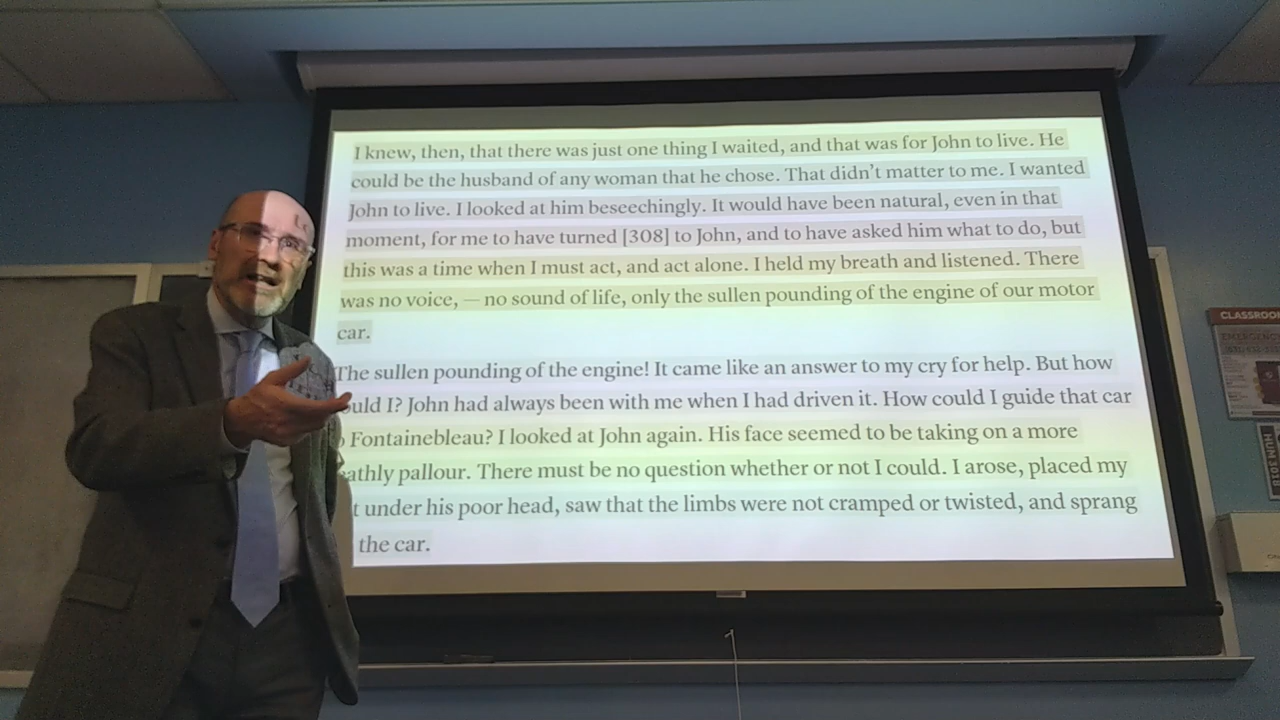 I knew, then, that there was just one thing I waited, and that was for John to live. He
could be the husband of any woman that he chose. That didn't matter to me. I wanted
John to live. I looked at him beseechingly. It would have been natural, even in that
moment, for me to have turned [308] to John, and to have asked him what to do, but
this was a time when I must act, and act alone. I held my breath and listened. There
was no voice, — no sound of life, only the sullen pounding of the engine of our motor
car.
The sullen pounding of the engine! It came like an answer to my cry for help. But how
ould I? John had always been with me when I had driven it. How could I guide that car
Fontainebleau? I looked at John again. His face seemed to be taking on a more
athly pallour. There must be no question whether or not I could. I arose, placed my
t under his poor head, saw that the limbs were not cramped or twisted, and sprang
the car.
CLASSROO
EMERGENCY
HUM 301B